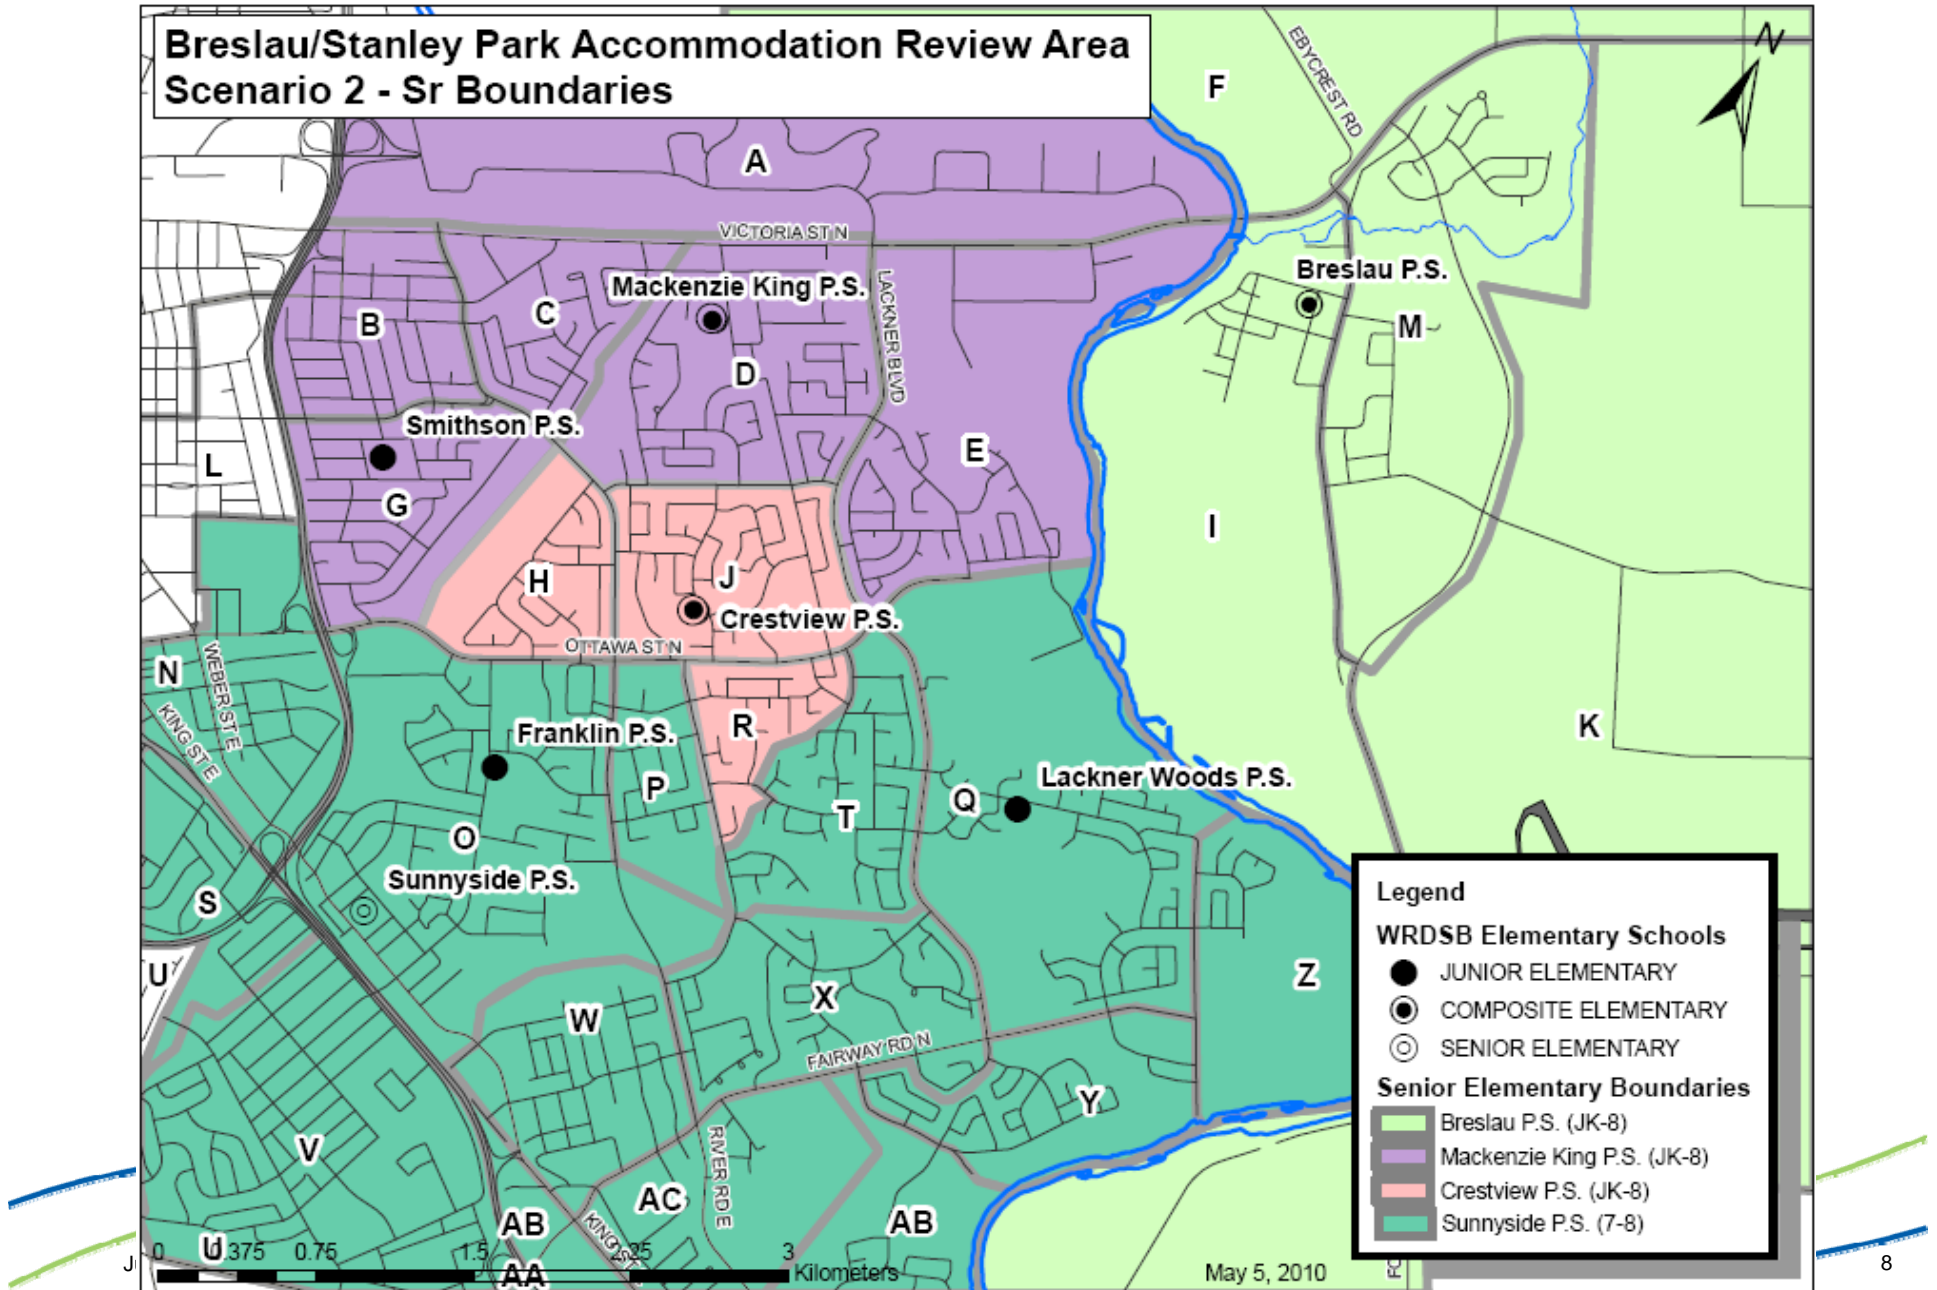 Breslau/Stanley Park Accommodation Review Area
Scenario 2 - Sr Boundaries
N
F
EBYCREST RD
A
VICTORIA ST N
Mackenzie King P.S.
LACKNER BLVD
Breslau P.S.
B
C
D
M
Smithson P.S.
L
G
E
I
H
J
Crestview P.S.
OTTAWA ST N
N
WEBER ST E
KING ST E
Franklin P.S.
R
K
P
Lackner Woods P.S.
Q
T
O
Sunnyside P.S.
S
U
Z
X
W
FAIRWAY RD N
Y
V
RIVER RD E
AC
AB
KING ST
AB
U
AA
Legend
WRDSB Elementary Schools
JUNIOR ELEMENTARY
COMPOSITE ELEMENTARY
SENIOR ELEMENTARY
Senior Elementary Boundaries
Breslau P.S. (JK-8)
Mackenzie King P.S. (JK-8)
Crestview P.S. (JK-8)
Sunnyside P.S. (7-8)
0 0.375 0.75 1.5 2.25 3
Kilometers
May 5, 2010
8